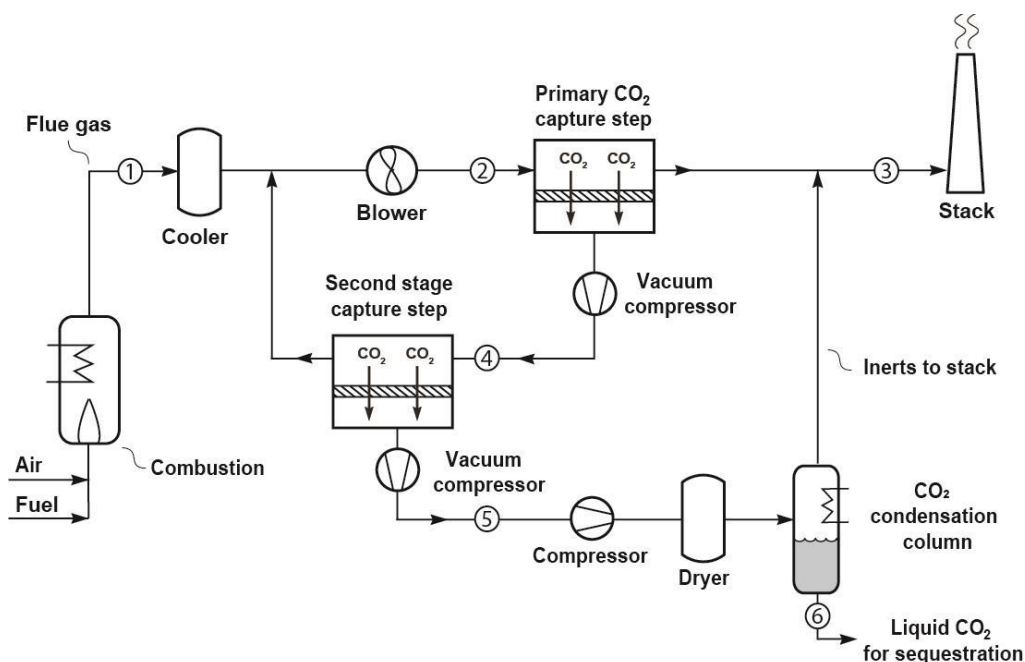 Flue gas
①
Cooler
Blower
②
Primary CO₂
capture step
CO₂ CO₂
③
Stack
Vacuum
compressor
Second stage
capture step
CO₂ CO₂
④
Inerts to stack
Combustion
Air
Fuel
Vacuum
compressor
⑤
Compressor
Dryer
CO₂
condensation
column
⑥
Liquid CO₂
for sequestration